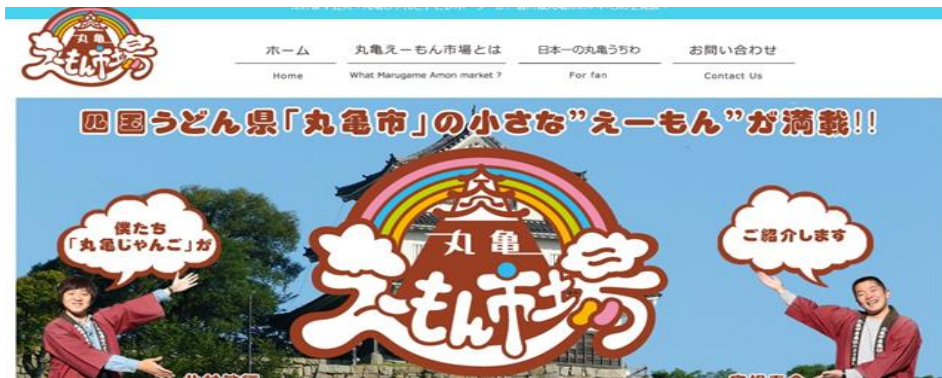 丸亀
えーもん市場
ホーム
丸亀えーもん市場とは
日本一の丸亀うちわ
お問い合わせ
Home
What Marugame Amon market ?
For fan
Contact Us
四国うどん県「丸亀市」の小さな”えーもん”が満載!!
僕たち
「丸亀じゃんご」が
丸亀
えーもん市場
ご紹介します